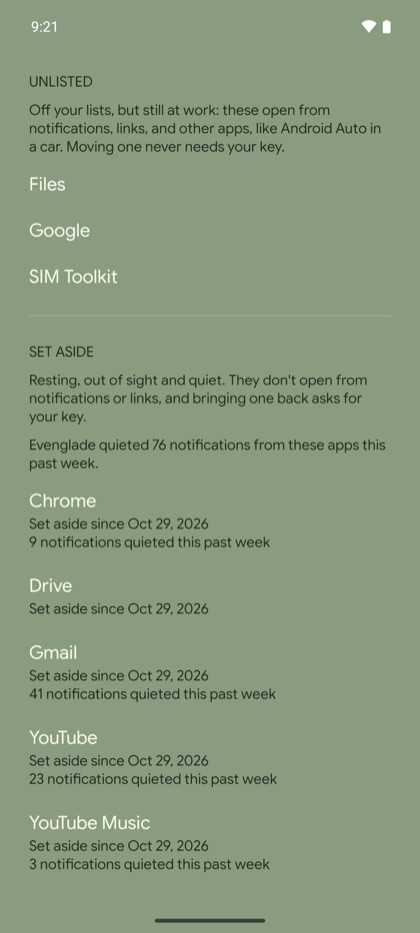 9:21
UNLISTED
Off your lists, but still at work: these open from
notifications, links, and other apps, like Android Auto in
a car. Moving one never needs your key.
Files
Google
SIM Toolkit
SET ASIDE
Resting, out of sight and quiet. They don't open from
notifications or links, and bringing one back asks for
your key.
Evenglade quieted 76 notifications from these apps this
past week.
Chrome
Set aside since Oct 29, 2026
9 notifications quieted this past week
Drive
Set aside since Oct 29, 2026
Gmail
Set aside since Oct 29, 2026
41 notifications quieted this past week
YouTube
Set aside since Oct 29, 2026
23 notifications quieted this past week
YouTube Music
Set aside since Oct 29, 2026
3 notifications quieted this past week